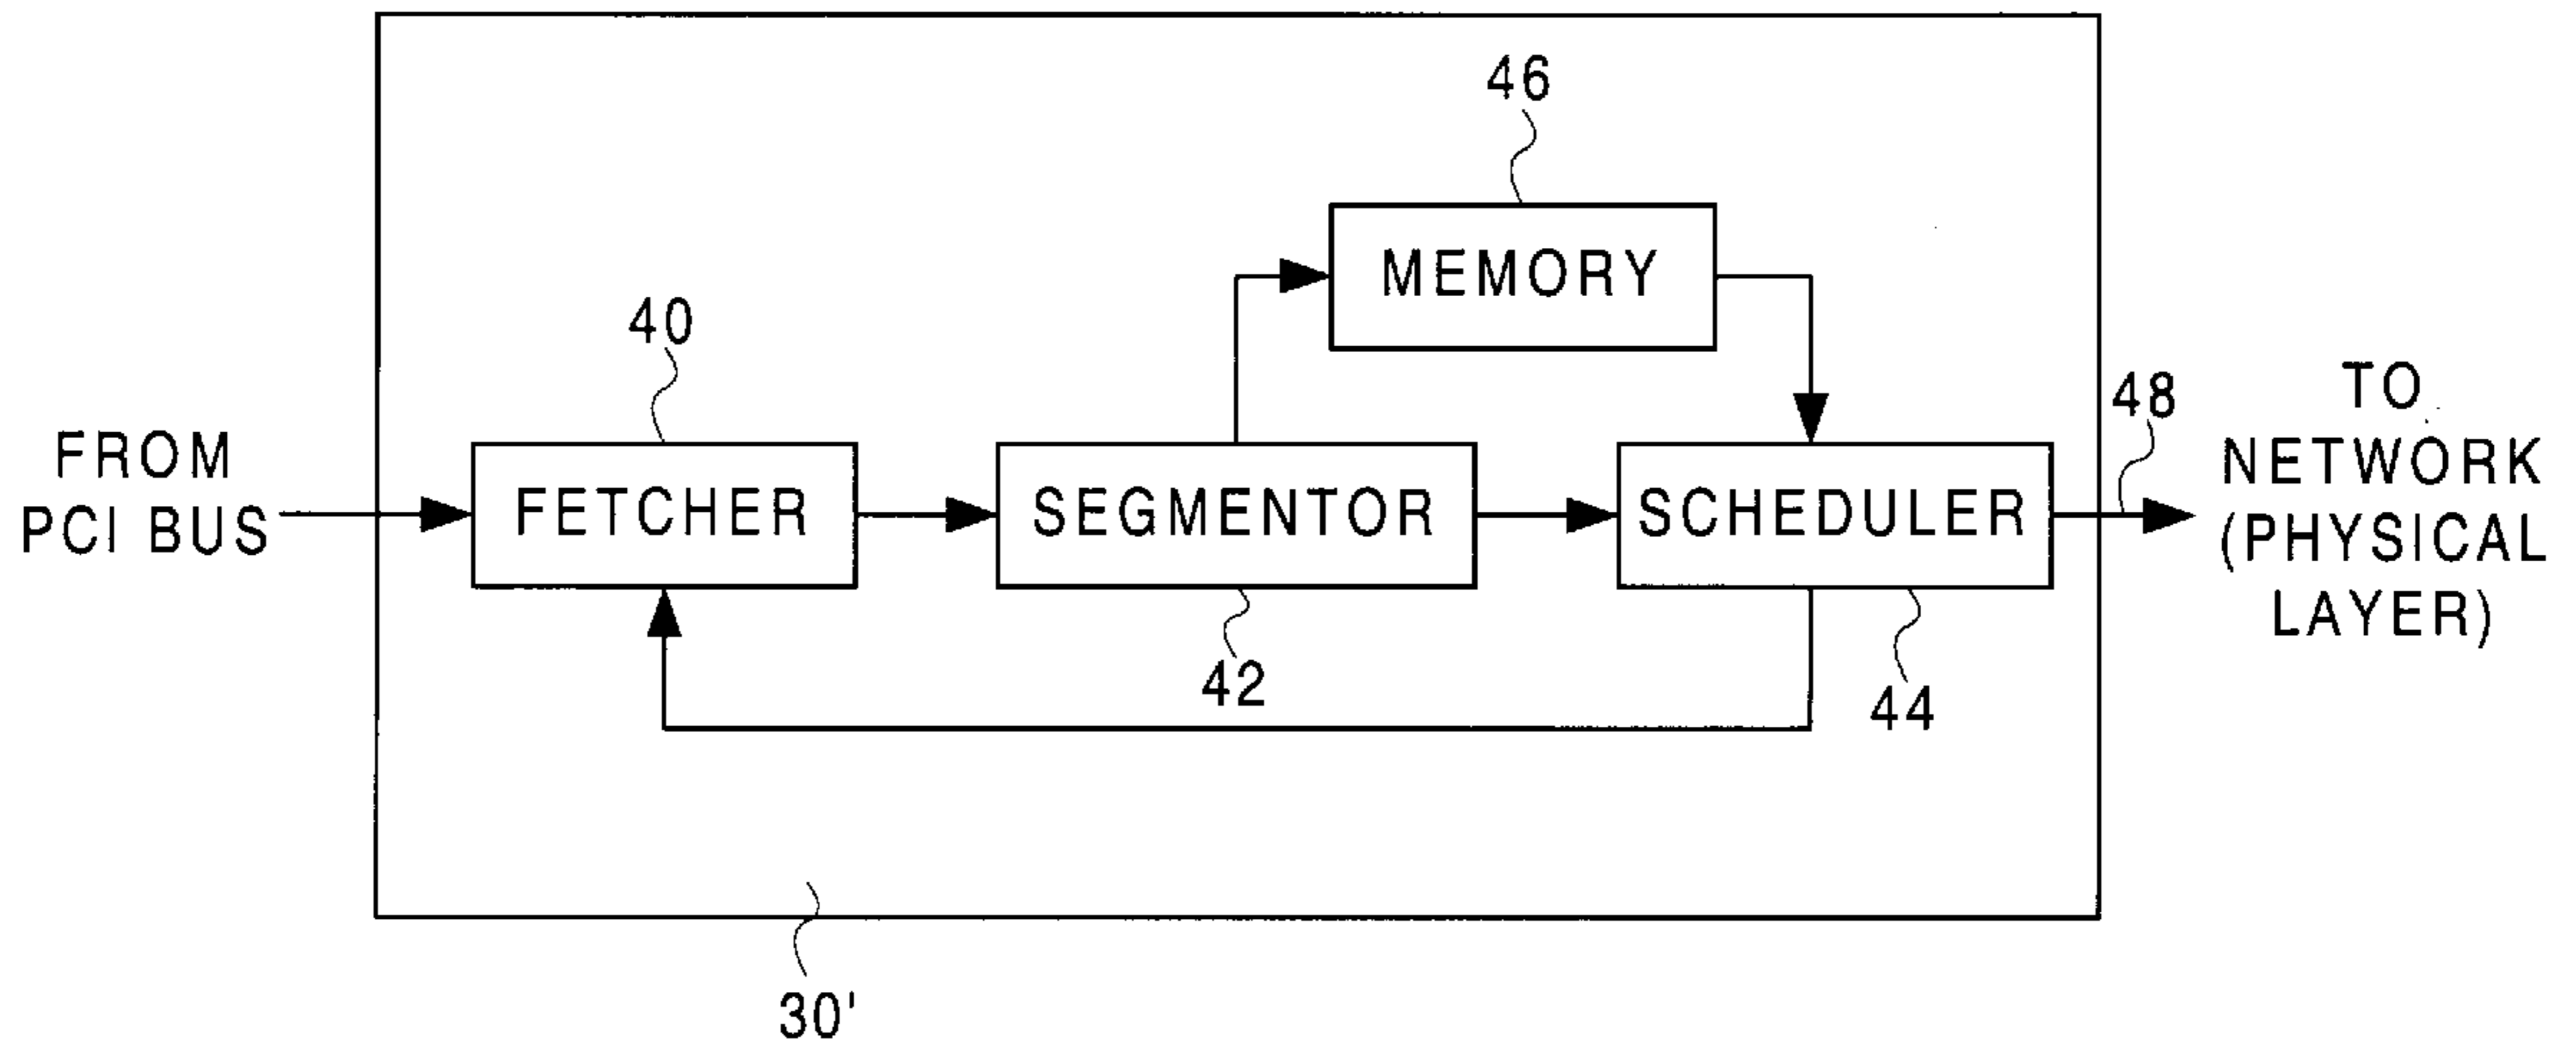 46
MEMORY
40
FROM
PCI BUS
FETCHER
SEGMENTOR
SCHEDULER
48
TO
NETWORK
(PHYSICAL
LAYER)
42
44
30'